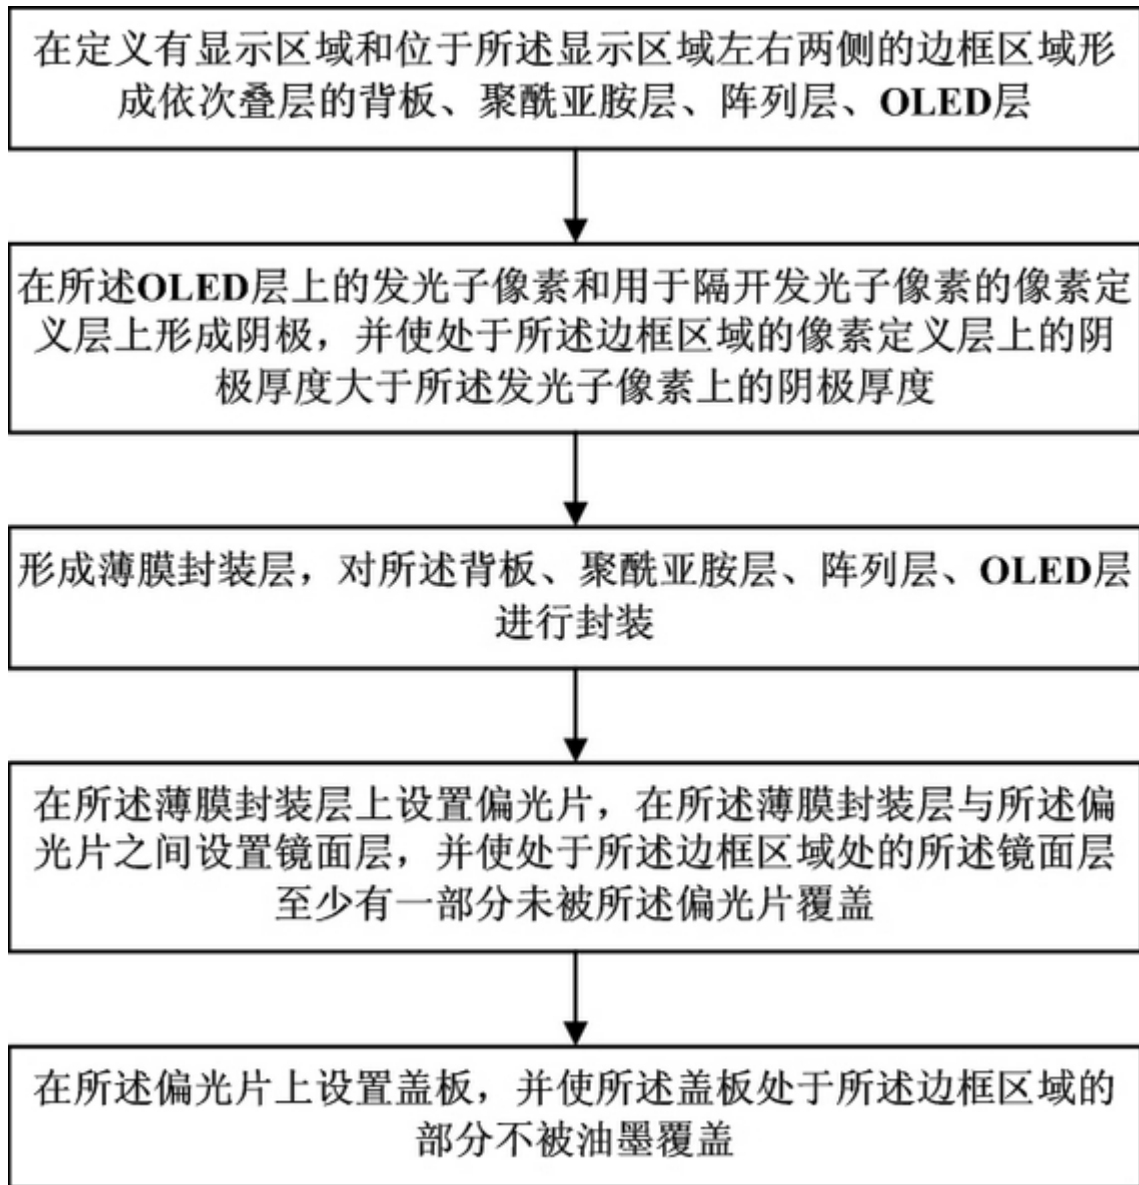 在定义有显示区域和位于所述显示区域左右两侧的边框区域形
成依次叠层的背板、聚酰亚胺层、阵列层、OLED层
在所述OLED层上的发光子像素和用于隔开发光子像素的像素定
义层上形成阴极，并使处于所述边框区域的像素定义层上的阴
极厚度大于所述发光子像素上的阴极厚度
形成薄膜封装层，对所述背板、聚酰亚胺层、阵列层、OLED层
进行封装
在所述薄膜封装层上设置偏光片，在所述薄膜封装层与所述偏
光片之间设置镜面层，并使处于所述边框区域处的所述镜面层
至少有一部分未被所述偏光片覆盖
在所述偏光片上设置盖板，并使所述盖板处于所述边框区域的
部分不被油墨覆盖